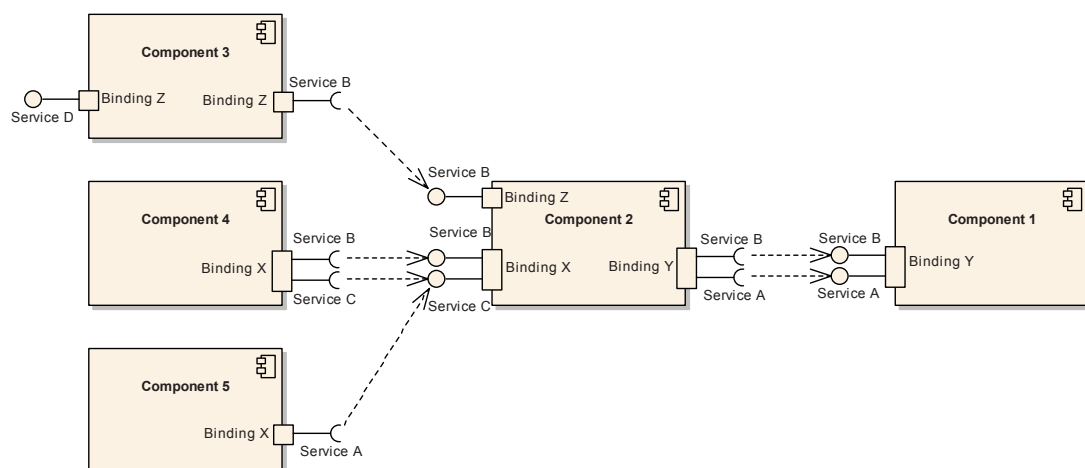 Component 3
Service B
Binding Z
Binding Z
Service D
Service B
Binding Z
Component 4
Component 2
Component 1
Service B
Service B
Service B
Service B
Binding X
Binding X
Binding Y
Binding Y
Service C
Service C
Service A
Service A
Component 5
Binding X
Service A